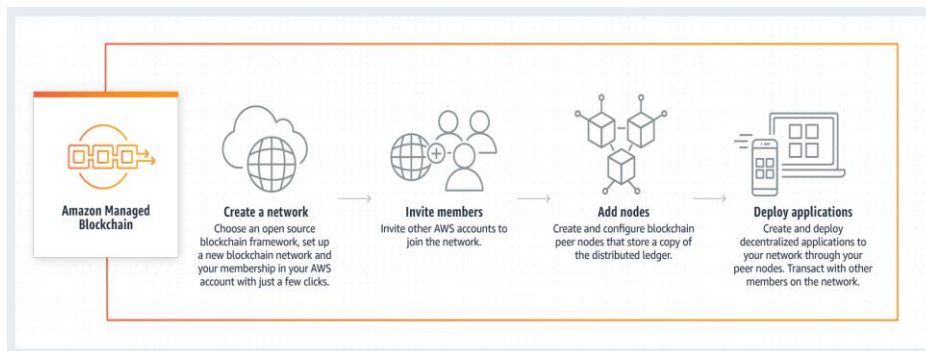 Amazon Managed
Blockchain
Create a network
Choose an open source
blockchain framework, set up
a new blockchain network and
your membership in your AWS
account with just a few clicks.
Invite members
Invite other AWS accounts to
join the network.
Add nodes
Create and configure blockchain
peer nodes that store a copy of
the distributed ledger.
Deploy applications
Create and deploy
decentralized applications to
your network through your
peer nodes. Transact with other
members on the network.